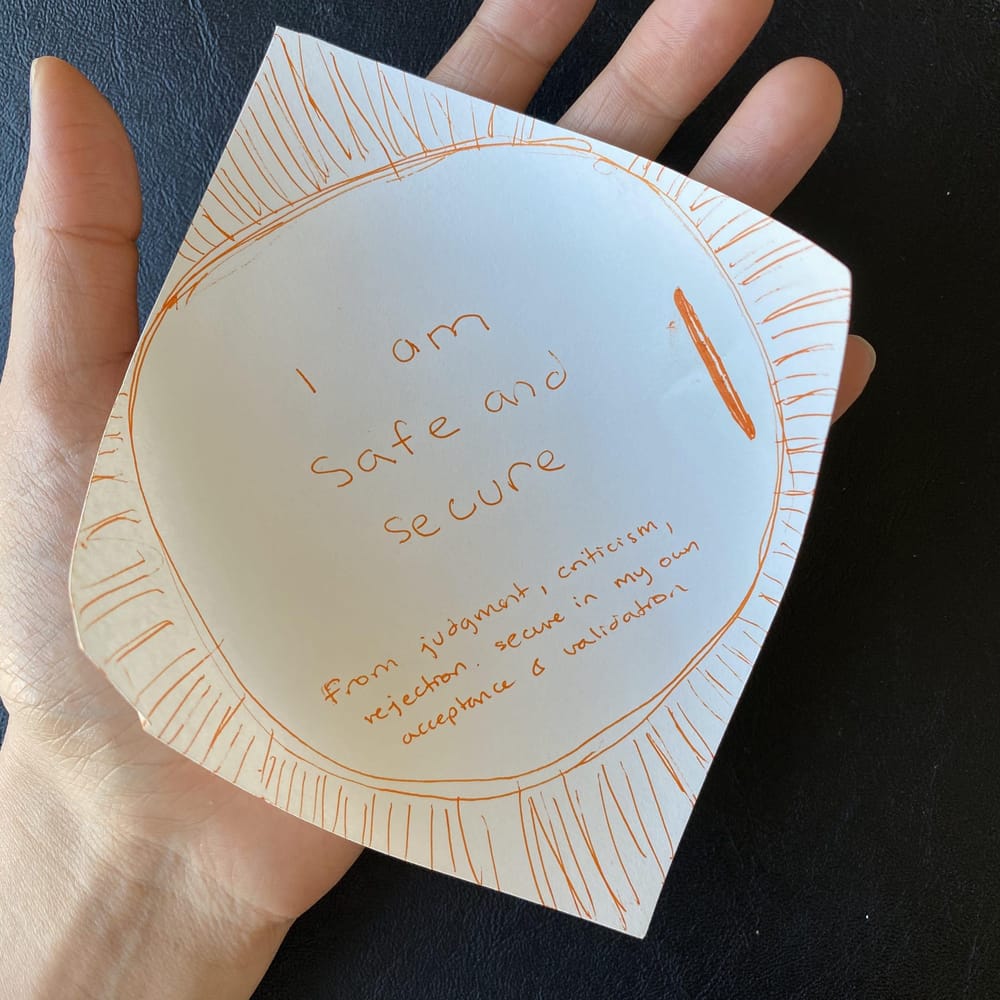 I am
safe and
secure
From judgment, criticism,
rejection. secure in my own
acceptance & validation